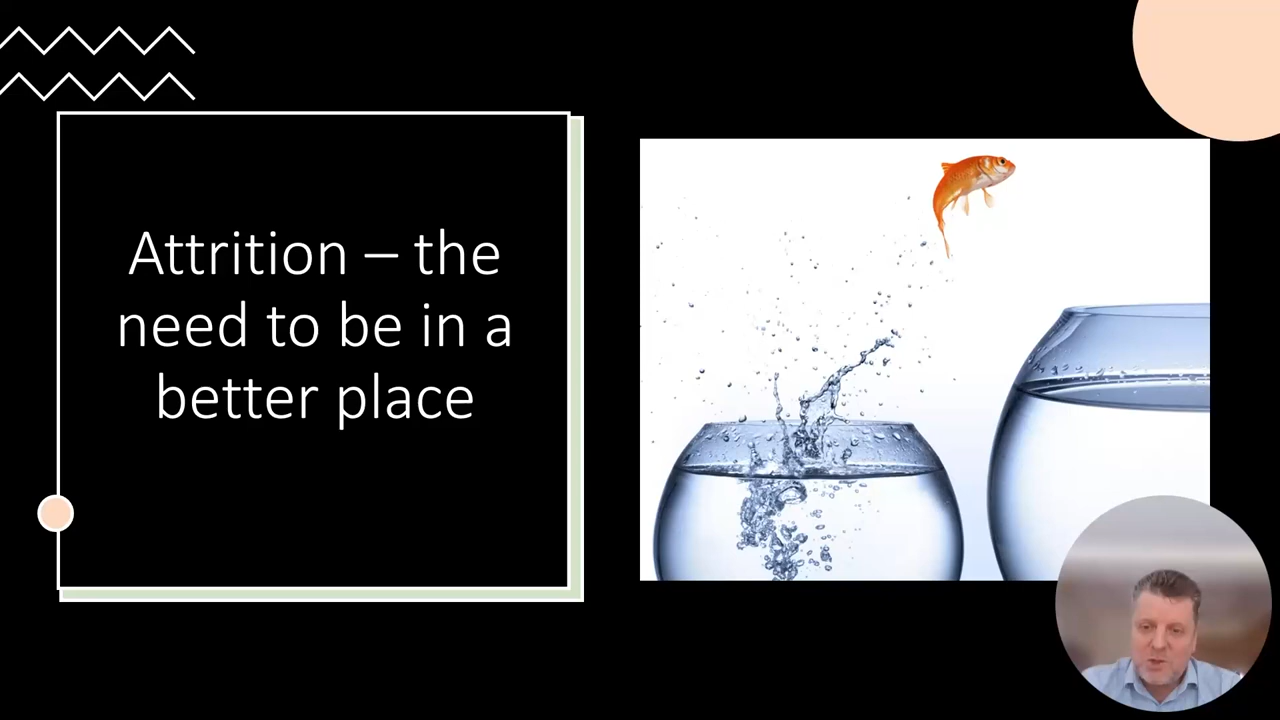 Attrition – the
need to be in a
better place